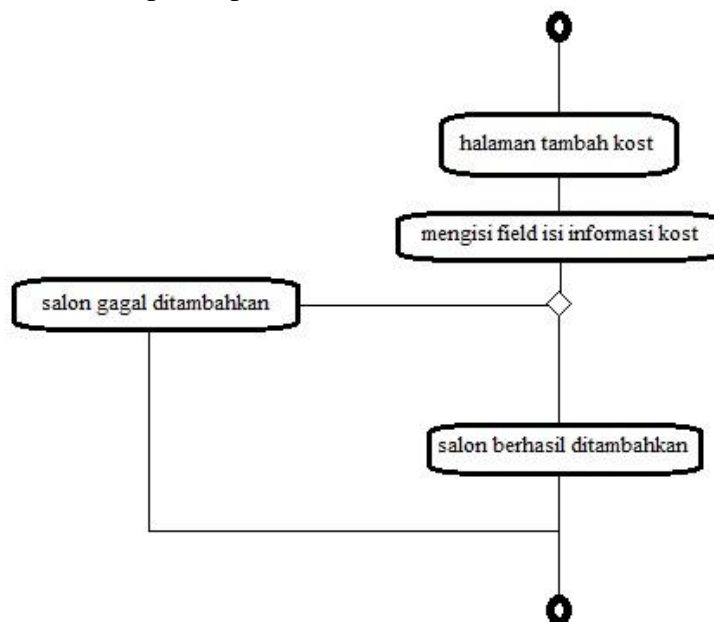 halaman tambah kost
mengisi field isi informasi kost
salon gagal ditambahkan
salon berhasil ditambahkan